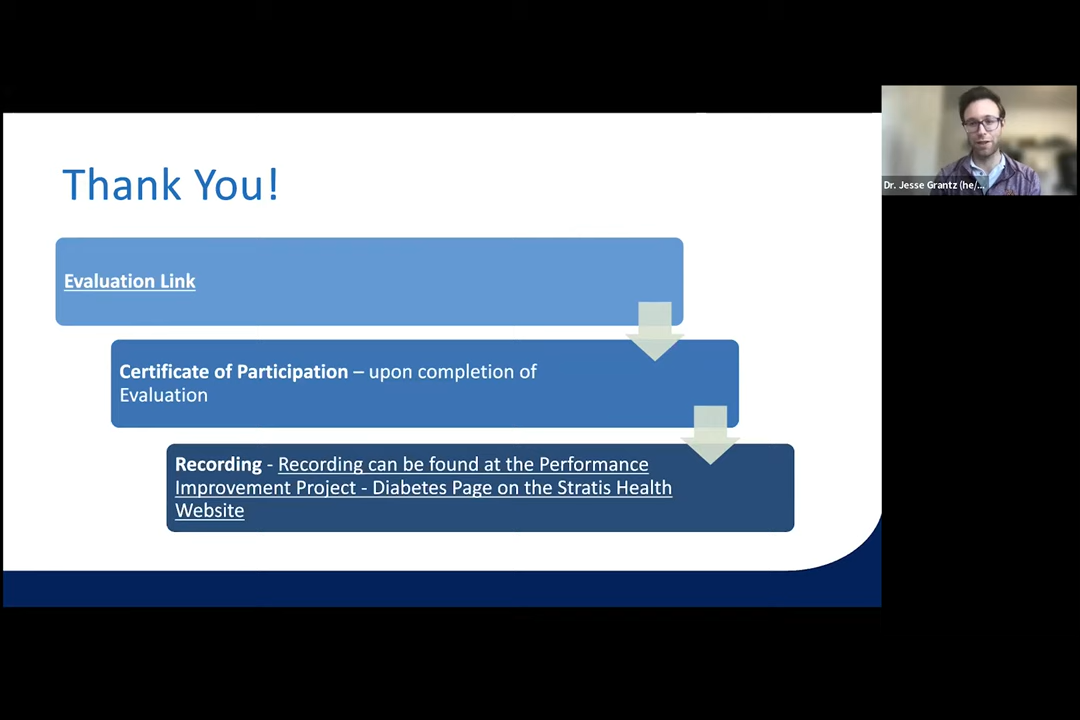 Thank You!
Evaluation Link
Certificate of Participation – upon completion of
Evaluation
Recording - Recording can be found at the Performance
Improvement Project - Diabetes Page on the Stratis Health
Website
Dr. Jesse Grantz (he/...